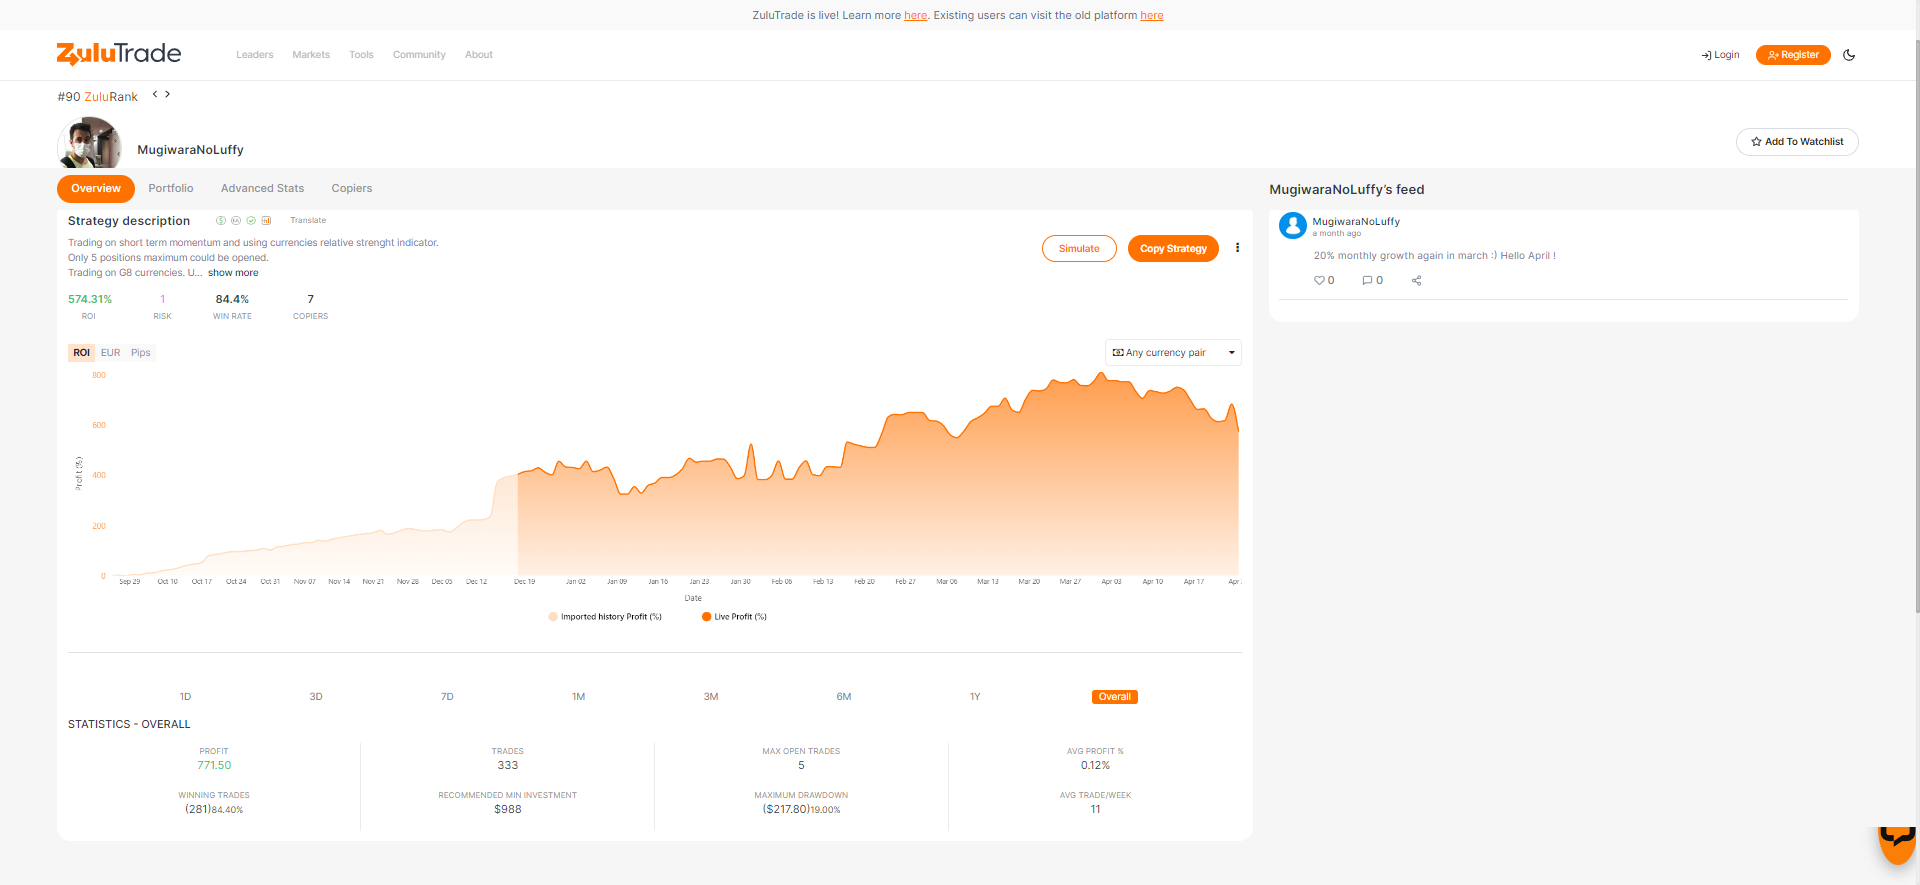 ZuluTrade is live! Learn more here. Existing users can visit the old platform here
ZuluTrade
Leaders Markets Tools Community About
Login Register
#90 ZuluRank < >
MugiwaraNoLuffy
Add To Watchlist
Overview Portfolio Advanced Stats Copiers
Strategy description Translate
Trading on short term momentum and using currencies relative strenght indicator.
Only 5 positions maximum could be opened.
Trading on G8 currencies. U... show more
Simulate Copy Strategy
574.31% 1 84.4% 7
ROI RISK WIN RATE COPIERS
ROI EUR Pips
Any currency pair
800
600
400
200
0
Profit (%)
Sep 29 Oct 10 Oct 17 Oct 24 Oct 31 Nov 07 Nov 14 Nov 21 Nov 28 Dec 05 Dec 12 Dec 19 Jan 02 Jan 09 Jan 16 Jan 23 Jan 30 Feb 06 Feb 13 Feb 20 Feb 27 Mar 06 Mar 13 Mar 20 Mar 27 Apr 03 Apr 10 Apr 17 Apr
Date
Imported history Profit (%) Live Profit (%)
1D 3D 7D 1M 3M 6M 1Y Overall
STATISTICS - OVERALL
PROFIT TRADES MAX OPEN TRADES AVG PROFIT %
771.50 333 5 0.12%
WINNING TRADES RECOMMENDED MIN INVESTMENT MAXIMUM DRAWDOWN AVG TRADE/WEEK
(281)84.40% $988 ($217.80)19.00% 11
MugiwaraNoLuffy's feed
MugiwaraNoLuffy
a month ago
20% monthly growth again in march :) Hello April !
0 0